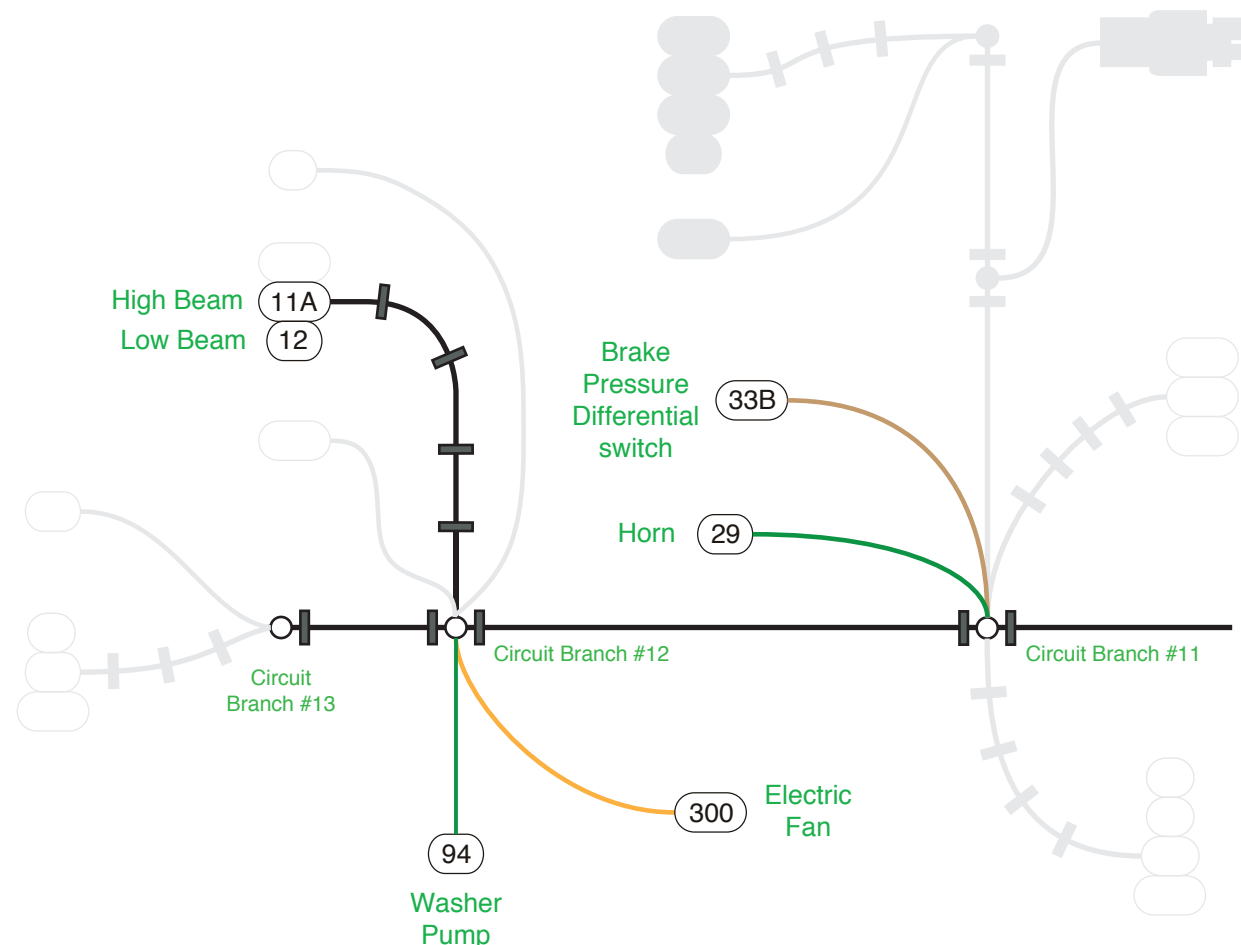 High Beam
11A
Low Beam
12
Brake
Pressure
Differential
switch
33B
Horn
29
Circuit Branch #12
Circuit Branch #11
Circuit
Branch #13
300
Electric
Fan
94
Washer
Pump